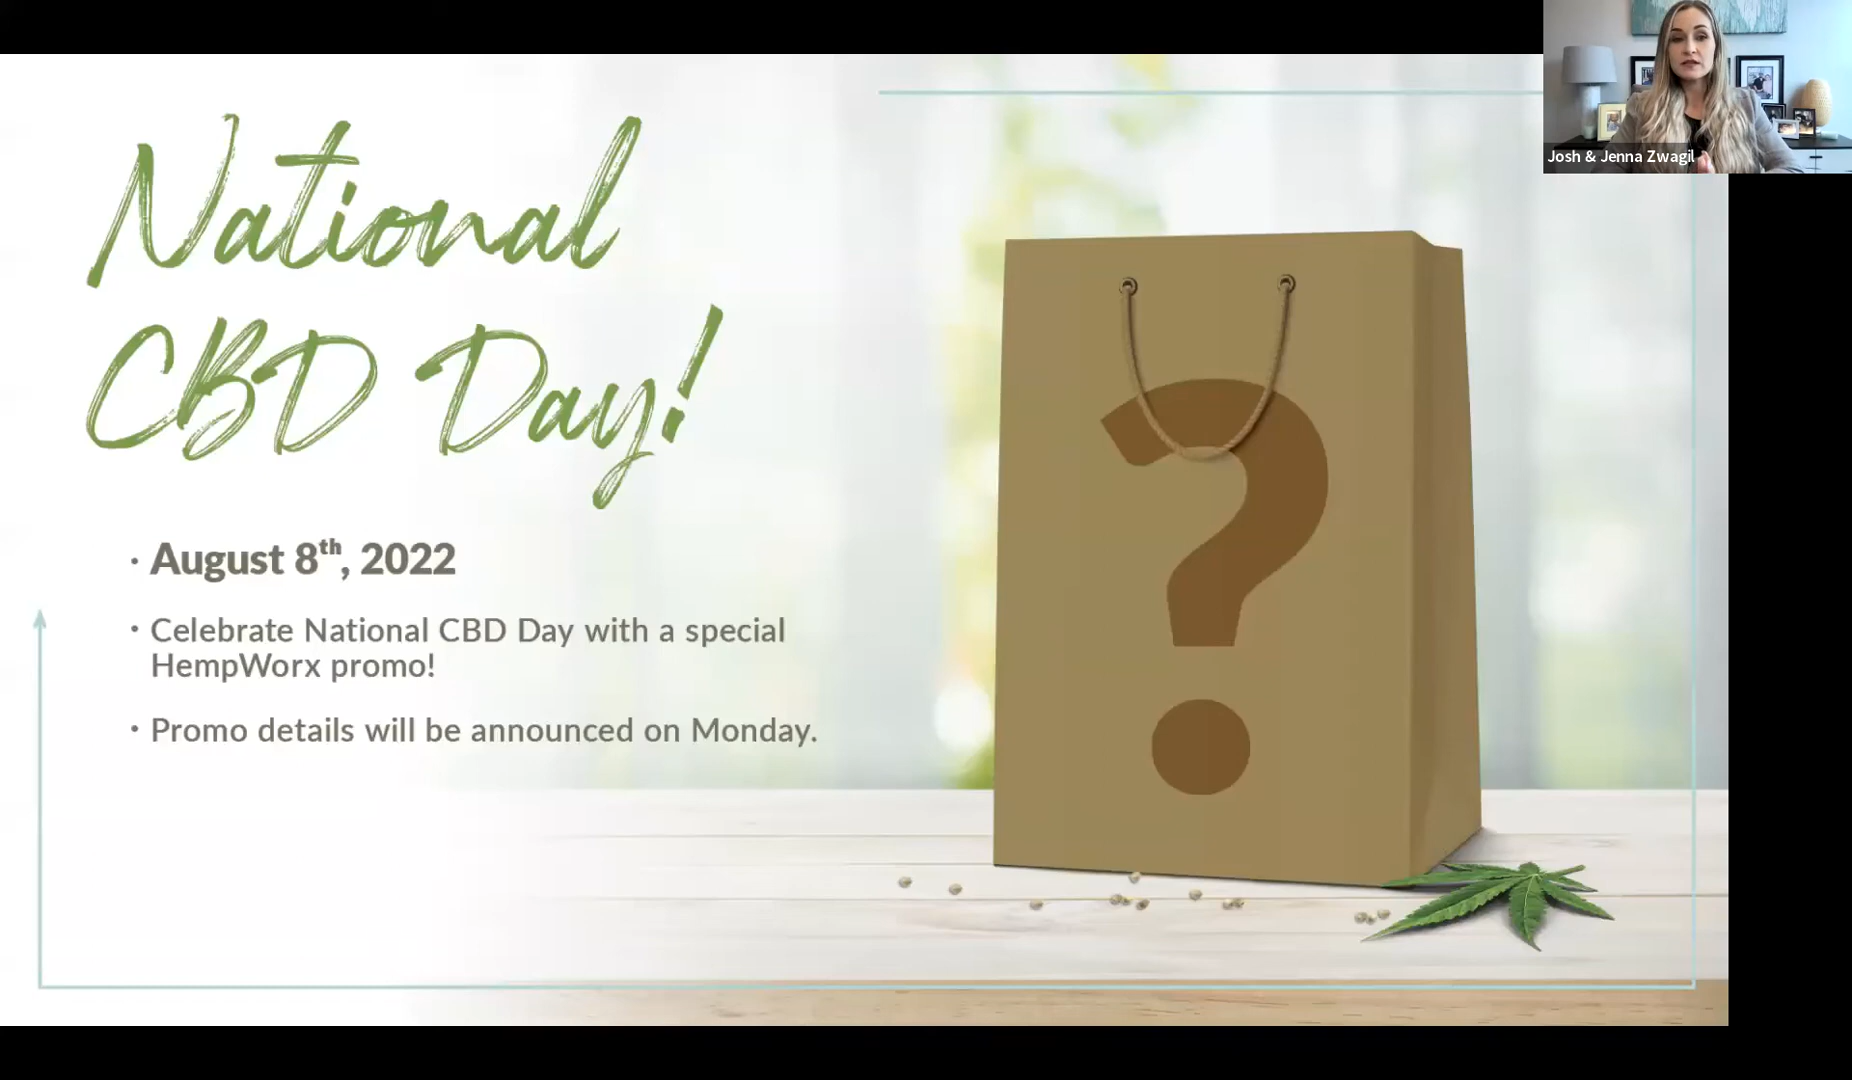 Josh & Jenna Zwagil
National
CBD Day!
· August 8th, 2022
· Celebrate National CBD Day with a special
HempWorx promo!
· Promo details will be announced on Monday.
?